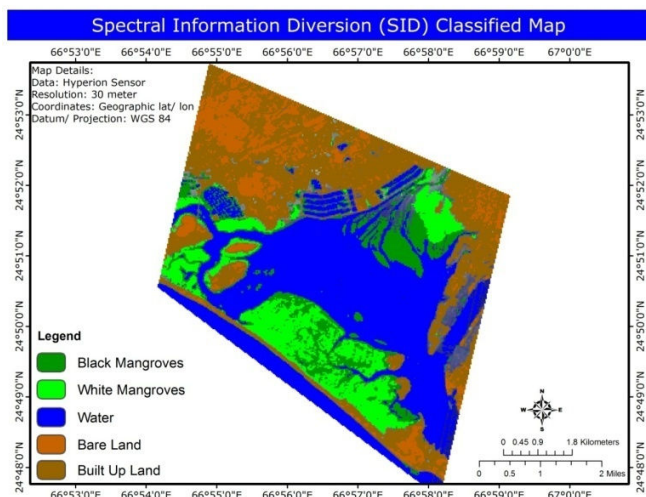 Spectral Information Diversion (SID) Classified Map
66°53'0"E 66°54'0"E 66°55'0"E 66°56'0"E 66°57'0"E 66°58'0"E 66°59'0"E 67°0'0"E
Map Details:
Data: Hyperion Sensor
Resolution: 30 meter
Coordinates: Geographic lat/ lon
Datum/ Projection: WGS 84
24°53'0"N
24°52'0"N
24°51'0"N
24°50'0"N
24°49'0"N
24°48'0"N
24°53'0"N
24°52'0"N
24°51'0"N
24°50'0"N
24°49'0"N
24°48'0"N
Legend
Black Mangroves
White Mangroves
Water
Bare Land
Built Up Land
N
W E
S
0 0.45 0.9 1.8 Kilometers
0 0.5 1 2 Miles
66°53'0"E 66°54'0"E 66°55'0"E 66°56'0"E 66°57'0"E 66°58'0"E 66°59'0"E 67°0'0"E